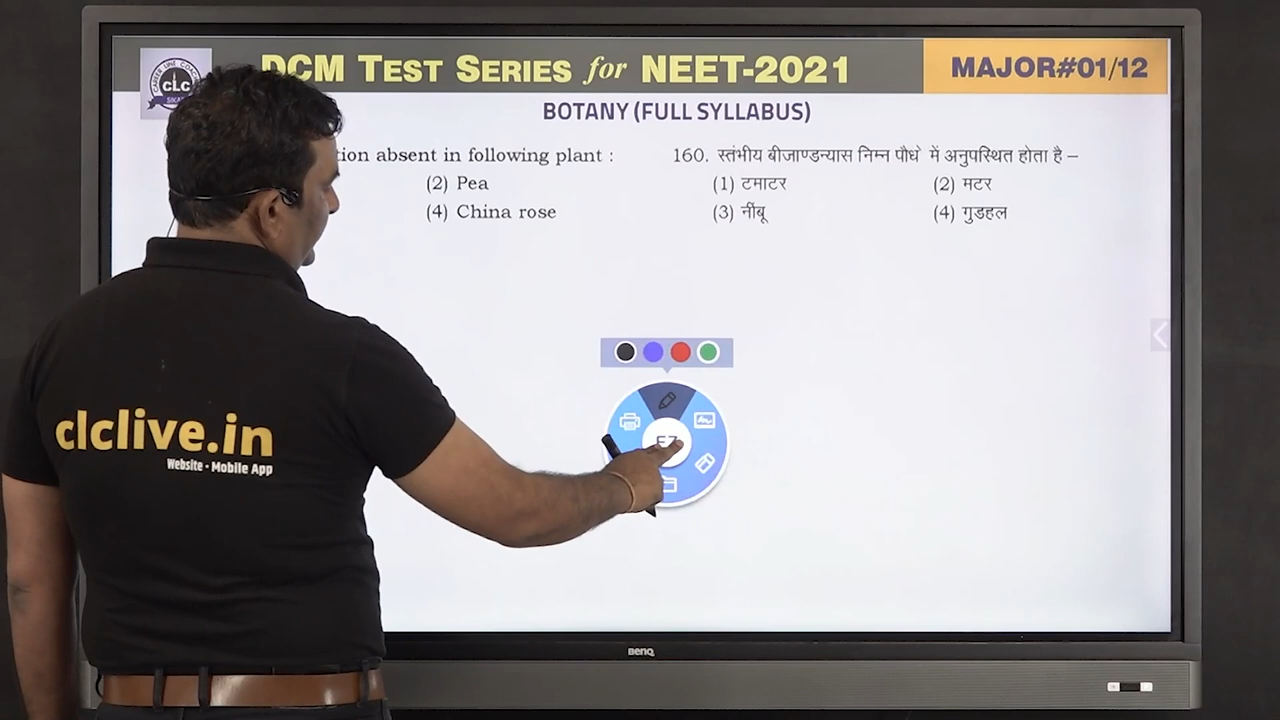 DCM TEST SERIES for NEET-2021
MAJOR#01/12
CLC
BOTANY (FULL SYLLABUS)
tion absent in following plant :
(2) Pea
(4) China rose
160. स्तंभीय बीजाण्डन्यास निम्न पौधे में अनुपस्थित होता है –
(1) टमाटर (2) मटर
(3) नींबू (4) गुडहल
clclive.in
Website • Mobile App
BenQ